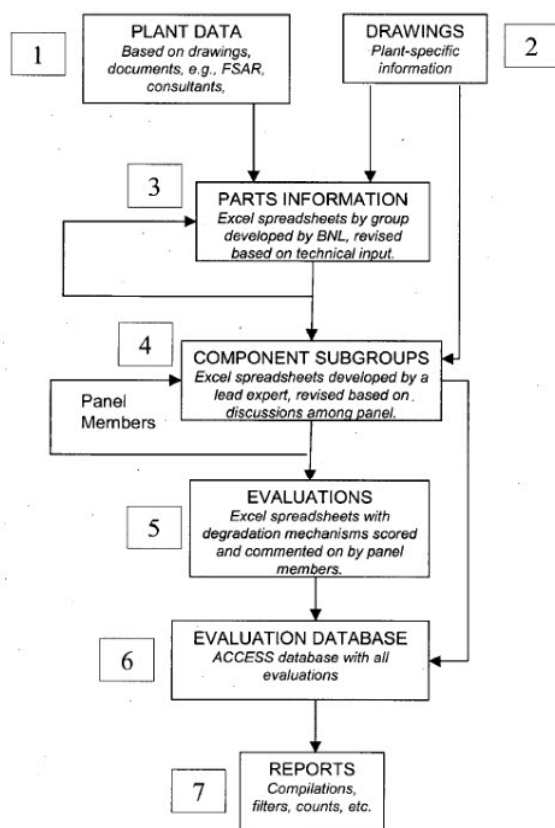 1
PLANT DATA
Based on drawings,
documents, e.g., FSAR,
consultants,
DRAWINGS
Plant-specific
information
2
3
PARTS INFORMATION
Excel spreadsheets by group
developed by BNL, revised
based on technical input.
4
COMPONENT SUBGROUPS
Excel spreadsheets developed by a
lead expert, revised based on
discussions among panel.
Panel
Members
5
EVALUATIONS
Excel spreadsheets with
degradation mechanisms scored
and commented on by panel
members.
6
EVALUATION DATABASE
ACCESS database with all
evaluations
7
REPORTS
Compilations,
filters, counts, etc.